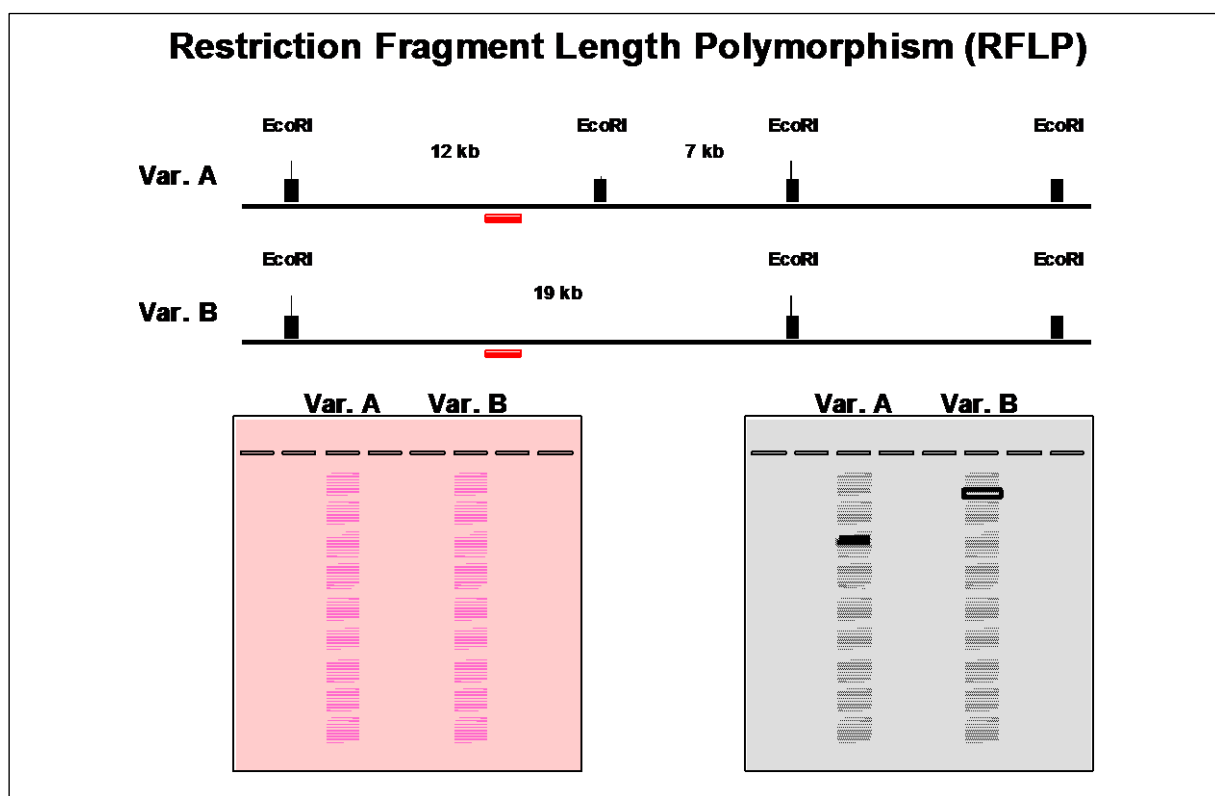 Restriction Fragment Length Polymorphism (RFLP)
EcoRI EcoRI EcoRI EcoRI
12 kb 7 kb
Var. A
EcoRI EcoRI EcoRI
19 kb
Var. B
Var. A Var. B Var. A Var. B